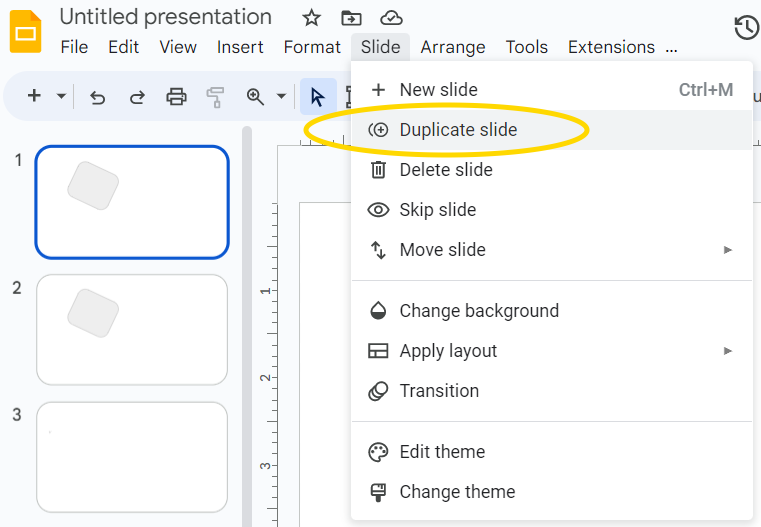 Untitled presentation
File Edit View Insert Format Slide Arrange Tools Extensions ...
New slide Ctrl+M
Duplicate slide
Delete slide
Skip slide
Move slide
Change background
Apply layout
Transition
Edit theme
Change theme
1
2
3
1
2
3